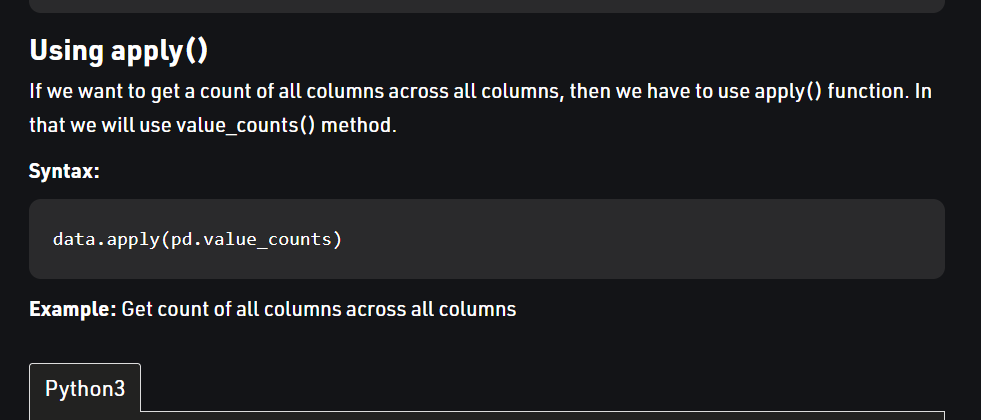 Using apply()
If we want to get a count of all columns across all columns, then we have to use apply() function. In
that we will use value_counts() method.
Syntax:
data.apply(pd.value_counts)
Example: Get count of all columns across all columns
Python3